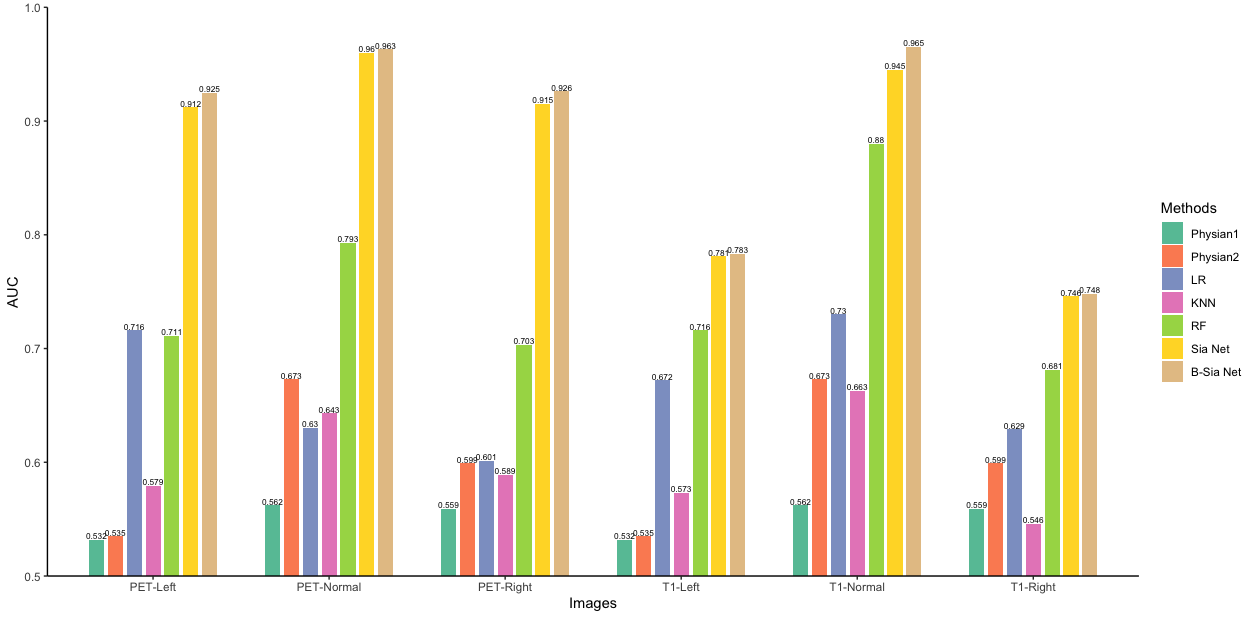 1.0
0.9
0.8
0.7
0.6
0.5
AUC
0.532 0.535 0.716 0.579 0.711 0.912 0.925
0.562 0.673 0.63 0.643 0.793 0.96 0.963
0.559 0.599 0.601 0.589 0.703 0.915 0.926
0.532 0.535 0.672 0.573 0.716 0.781 0.783
0.562 0.673 0.73 0.663 0.88 0.945 0.965
0.559 0.599 0.629 0.546 0.681 0.746 0.748
PET-Left PET-Normal PET-Right T1-Left T1-Normal T1-Right
Images
Methods
Physian1
Physian2
LR
KNN
RF
Sia Net
B-Sia Net